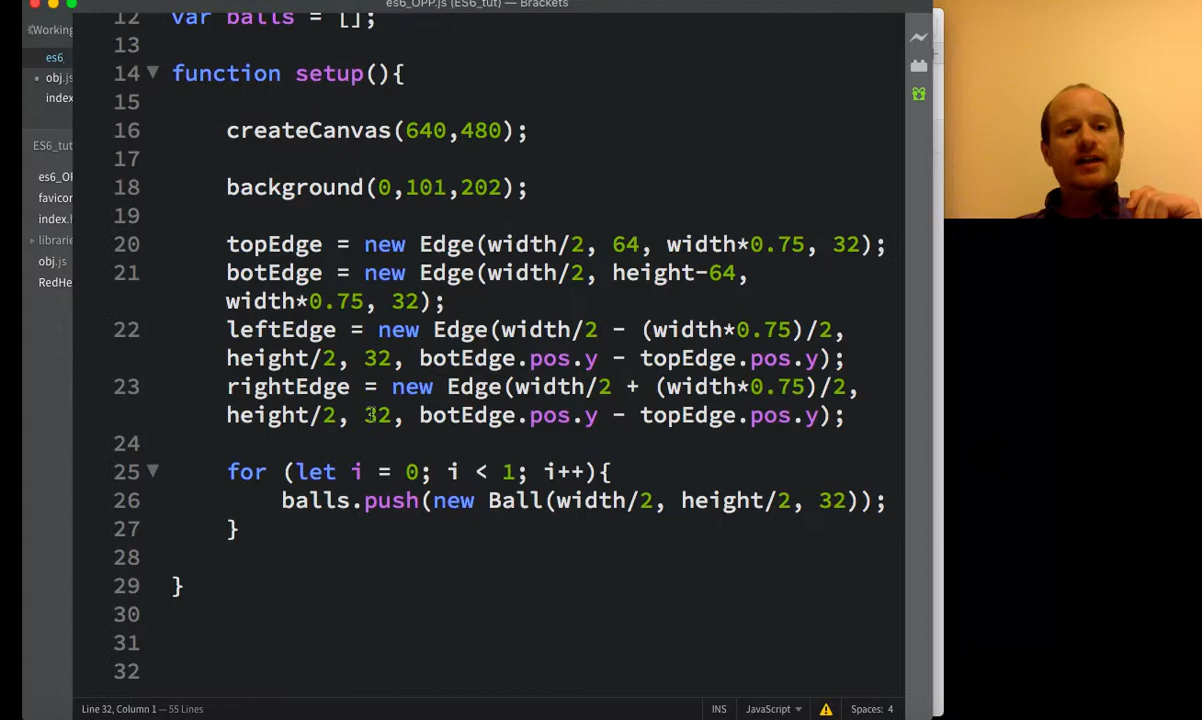 es6_OPP.js (ES6_tut) — Brackets
Working
es6
obj.js
index
ES6_tut
es6_OP
favico
index.h
librarie
obj.js
RedHe
12 var balls = [];
13
14 function setup(){
15
16 createCanvas(640,480);
17
18 background(0,101,202);
19
20 topEdge = new Edge(width/2, 64, width*0.75, 32);
21 botEdge = new Edge(width/2, height-64,
width*0.75, 32);
22 leftEdge = new Edge(width/2 - (width*0.75)/2,
height/2, 32, botEdge.pos.y - topEdge.pos.y);
23 rightEdge = new Edge(width/2 + (width*0.75)/2,
height/2, 32, botEdge.pos.y - topEdge.pos.y);
24
25 for (let i = 0; i < 1; i++){
26 balls.push(new Ball(width/2, height/2, 32));
27 }
28
29 }
30
31
32
Line 32, Column 1 — 55 Lines
INS
JavaScript
Spaces: 4